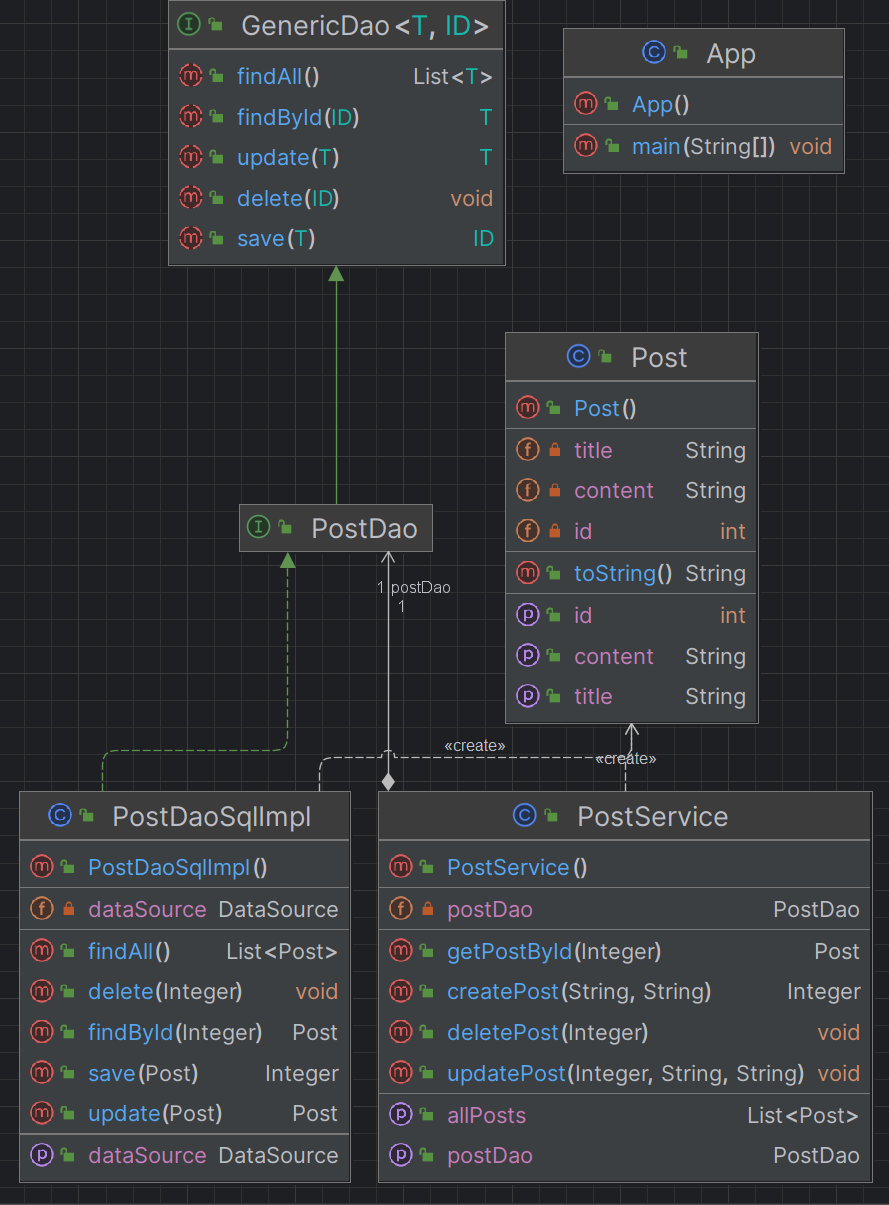 GenericDao<T, ID>
findAll() List<T>
findById(ID) T
update(T) T
delete(ID) void
save(T) ID
App
App()
main(String[]) void
Post
Post()
title String
content String
id int
toString() String
id int
content String
title String
PostDao
1 postDao
1
«create»
«create»
PostDaoSqlImpl
PostDaoSqlImpl()
dataSource DataSource
findAll() List<Post>
delete(Integer) void
findById(Integer) Post
save(Post) Integer
update(Post) Post
dataSource DataSource
PostService
PostService()
postDao PostDao
getPostById(Integer) Post
createPost(String, String) Integer
deletePost(Integer) void
updatePost(Integer, String, String) void
allPosts List<Post>
postDao PostDao